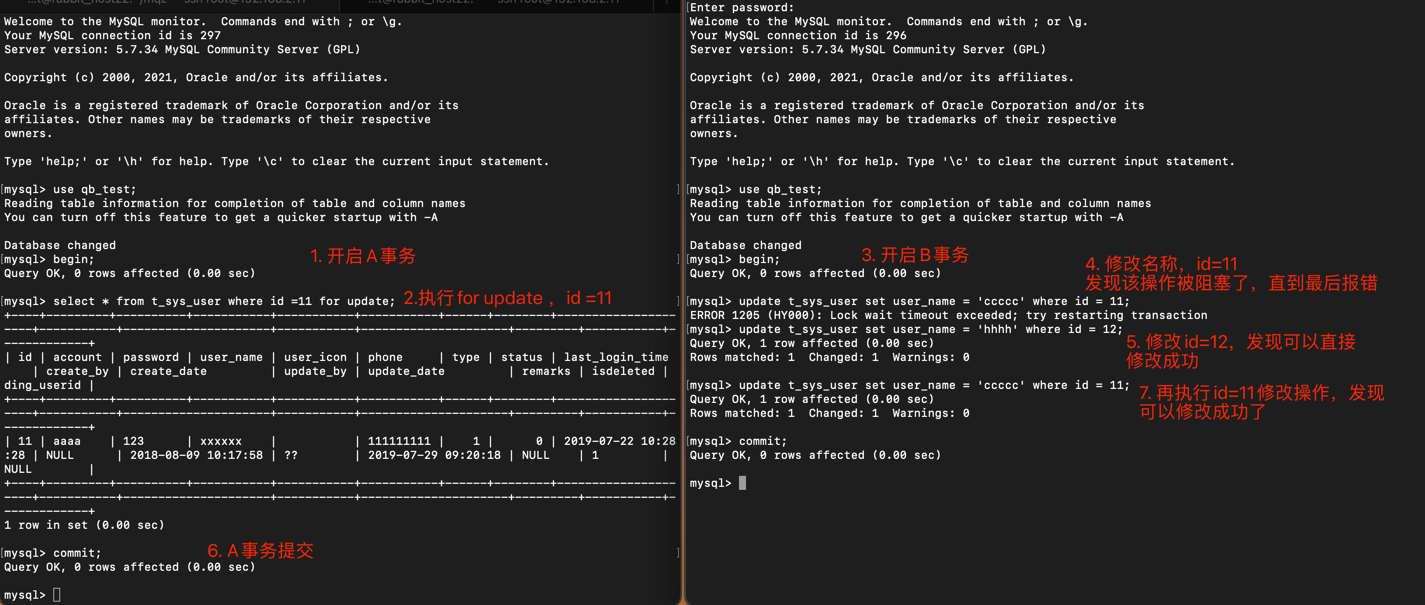 Welcome to the MySQL monitor.  Commands end with ; or \g.
Your MySQL connection id is 297
Server version: 5.7.34 MySQL Community Server (GPL)
Copyright (c) 2000, 2021, Oracle and/or its affiliates.
Oracle is a registered trademark of Oracle Corporation and/or its
affiliates. Other names may be trademarks of their respective
owners.
Type 'help;' or '\h' for help. Type '\c' to clear the current input statement.
[mysql> use qb_test; ]
Reading table information for completion of table and column names
You can turn off this feature to get a quicker startup with -A
Database changed
[mysql> begin; ]
1. 开启A事务
Query OK, 0 rows affected (0.00 sec)
[mysql> select * from t_sys_user where id =11 for update; ]
2.执行for update ，id =11
+----+---------+----------+-----------+-----------+-----------+------+--------+-----------------
----+-----------+---------------------+-----------+---------------------+---------+-----------+-
------------+
| id | account | password | user_name | user_icon | phone     | type | status | last_login_time
    | create_by | create_date         | update_by | update_date         | remarks | isdeleted |
ding_userid |
+----+---------+----------+-----------+-----------+-----------+------+--------+-----------------
----+-----------+---------------------+-----------+---------------------+---------+-----------+-
------------+
| 11 | aaaa    | 123      | xxxxxx    |           | 111111111 |    1 |      0 | 2019-07-22 10:28
:28 | NULL      | 2018-08-09 10:17:58 | ??        | 2019-07-29 09:20:18 | NULL    | 1         |
NULL        |
+----+---------+----------+-----------+-----------+-----------+------+--------+-----------------
----+-----------+---------------------+-----------+---------------------+---------+-----------+-
------------+
1 row in set (0.00 sec)
[mysql> commit; ]
6. A事务提交
Query OK, 0 rows affected (0.00 sec)
mysql>
[Enter password:
Welcome to the MySQL monitor.  Commands end with ; or \g.
Your MySQL connection id is 296
Server version: 5.7.34 MySQL Community Server (GPL)
Copyright (c) 2000, 2021, Oracle and/or its affiliates.
Oracle is a registered trademark of Oracle Corporation and/or its
affiliates. Other names may be trademarks of their respective
owners.
Type 'help;' or '\h' for help. Type '\c' to clear the current input statement.
[mysql> use qb_test;
Reading table information for completion of table and column names
You can turn off this feature to get a quicker startup with -A
Database changed
[mysql> begin;
3. 开启B事务
Query OK, 0 rows affected (0.00 sec)
4. 修改名称，id=11
发现该操作被阻塞了，直到最后报错
[mysql> update t_sys_user set user_name = 'ccccc' where id = 11;
ERROR 1205 (HY000): Lock wait timeout exceeded; try restarting transaction
[mysql> update t_sys_user set user_name = 'hhhh' where id = 12;
Query OK, 1 row affected (0.00 sec)
Rows matched: 1  Changed: 1  Warnings: 0
5. 修改id=12，发现可以直接
修改成功
[mysql> update t_sys_user set user_name = 'ccccc' where id = 11;
Query OK, 1 row affected (0.00 sec)
Rows matched: 1  Changed: 1  Warnings: 0
7. 再执行id=11修改操作，发现
可以修改成功了
[mysql> commit;
Query OK, 0 rows affected (0.00 sec)
mysql>